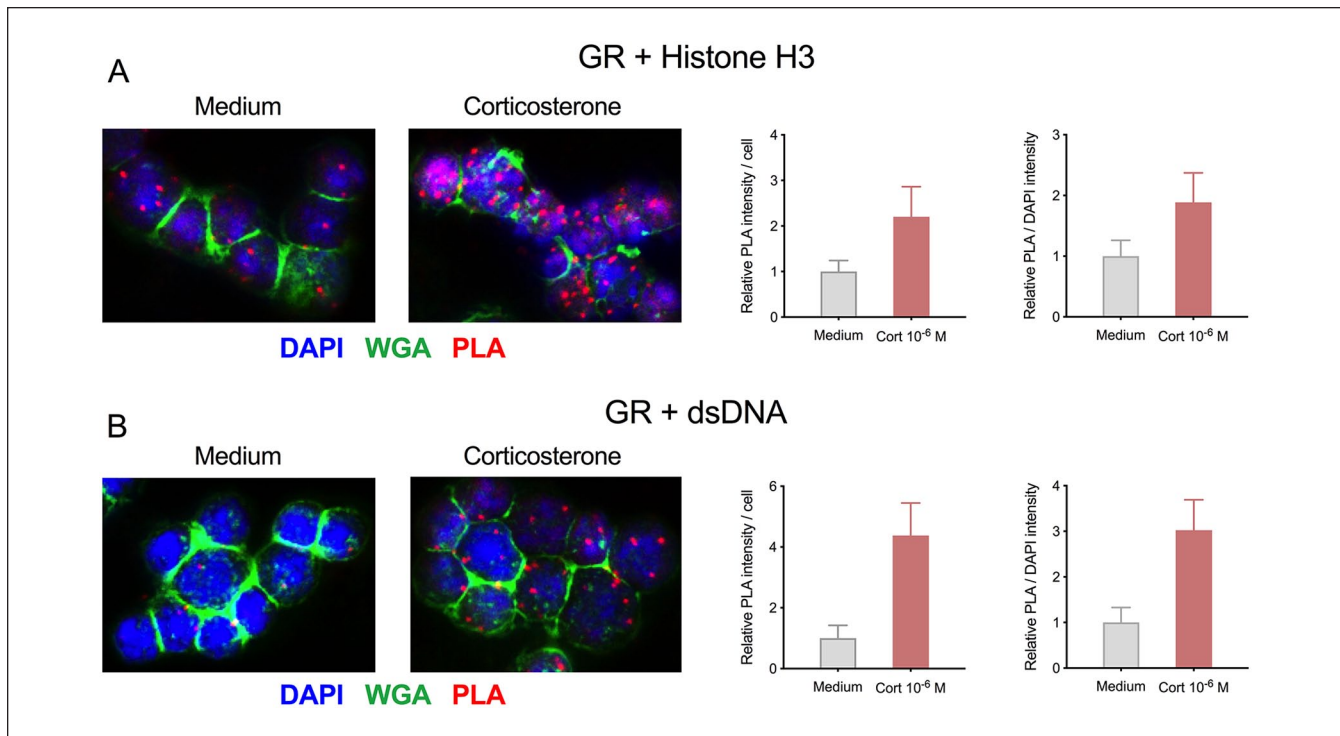 A
GR + Histone H3
Medium
Corticosterone
DAPI WGA PLA
Relative PLA intensity / cell
4
3
2
1
0
Medium
Cort 10⁻⁶ M
Relative PLA / DAPI intensity
3
2
1
0
Medium
Cort 10⁻⁶ M
B
GR + dsDNA
Medium
Corticosterone
DAPI WGA PLA
Relative PLA intensity / cell
6
4
2
0
Medium
Cort 10⁻⁶ M
Relative PLA / DAPI intensity
4
3
2
1
0
Medium
Cort 10⁻⁶ M